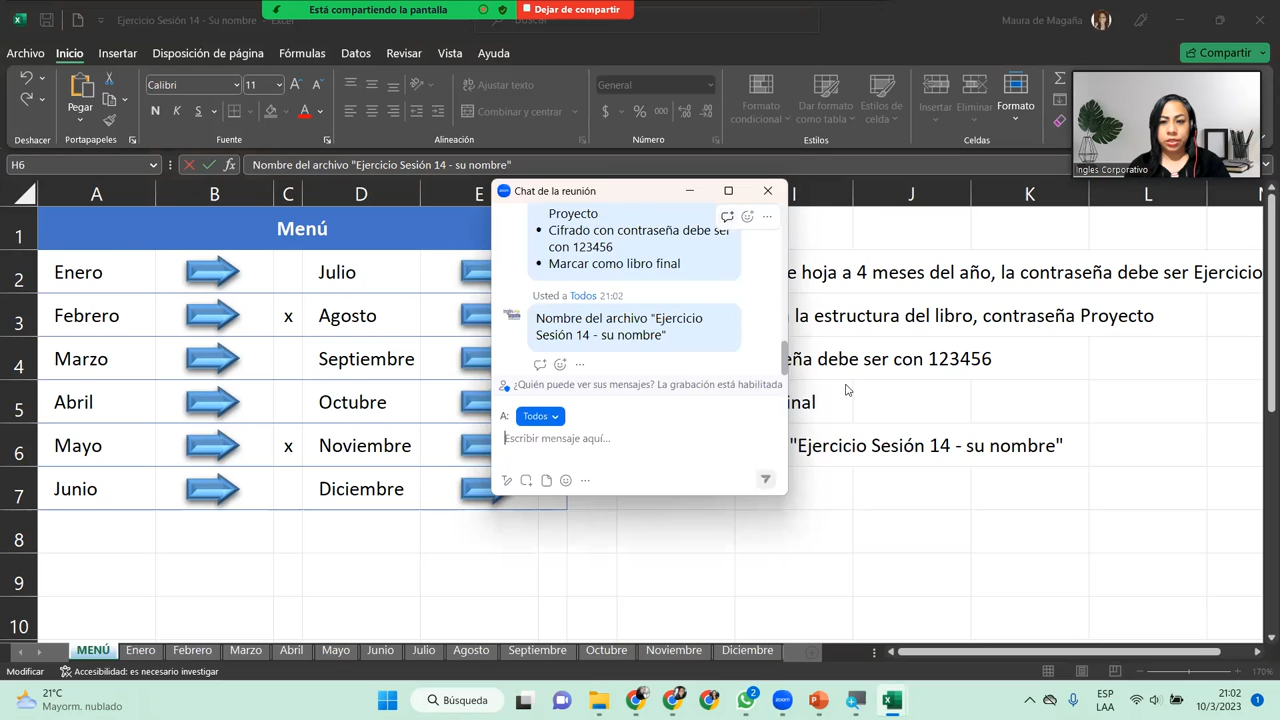 Ejercicio Sesión 14 - Su nombre - Excel
Está compartiendo la pantalla
Dejar de compartir
Buscar
Maura de Magaña
Archivo Inicio Insertar Disposición de página Fórmulas Datos Revisar Vista Ayuda
Compartir
Pegar
Calibri 11
Ajustar texto
Combinar y centrar
General
Formato condicional
Dar formato como tabla
Estilos de celda
Insertar Eliminar Formato
Deshacer Portapapeles Fuente Alineación Número Estilos Celdas
Ingles Corporativo
H6
Nombre del archivo "Ejercicio Sesión 14 - su nombre"
A B C D E I J K L
1 Menú
2 Enero Julio e hoja a 4 meses del año, la contraseña debe ser Ejercicio
3 Febrero x Agosto la estructura del libro, contraseña Proyecto
4 Marzo Septiembre eña debe ser con 123456
5 Abril Octubre inal
6 Mayo x Noviembre "Ejercicio Sesión 14 - su nombre"
7 Junio Diciembre
8
9
10
Chat de la reunión
Proyecto
• Cifrado con contraseña debe ser
con 123456
• Marcar como libro final
Usted a Todos 21:02
Nombre del archivo "Ejercicio
Sesión 14 - su nombre"
¿Quién puede ver sus mensajes? La grabación está habilitada
A: Todos
Escribir mensaje aquí...
MENÚ Enero Febrero Marzo Abril Mayo Junio Julio Agosto Septiembre Octubre Noviembre Diciembre
Modificar Accesibilidad: es necesario investigar 170%
21°C
Mayorm. nublado
Búsqueda
2
ESP
LAA
21:02
10/3/2023
1